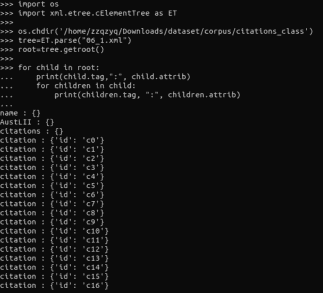 >>> import os
>>> import xml.etree.cElementTree as ET
>>>
>>> os.chdir('/home/zzqzyq/Downloads/dataset/corpus/citations_class')
>>> tree=ET.parse("06_1.xml")
>>> root=tree.getroot()
>>>
>>> for child in root:
...     print(child.tag,":", child.attrib)
...     for children in child:
...         print(children.tag, ":", children.attrib)
...
name : {}
AustLII : {}
citations : {}
citation : {'id': 'c0'}
citation : {'id': 'c1'}
citation : {'id': 'c2'}
citation : {'id': 'c3'}
citation : {'id': 'c4'}
citation : {'id': 'c5'}
citation : {'id': 'c6'}
citation : {'id': 'c7'}
citation : {'id': 'c8'}
citation : {'id': 'c9'}
citation : {'id': 'c10'}
citation : {'id': 'c11'}
citation : {'id': 'c12'}
citation : {'id': 'c13'}
citation : {'id': 'c14'}
citation : {'id': 'c15'}
citation : {'id': 'c16'}